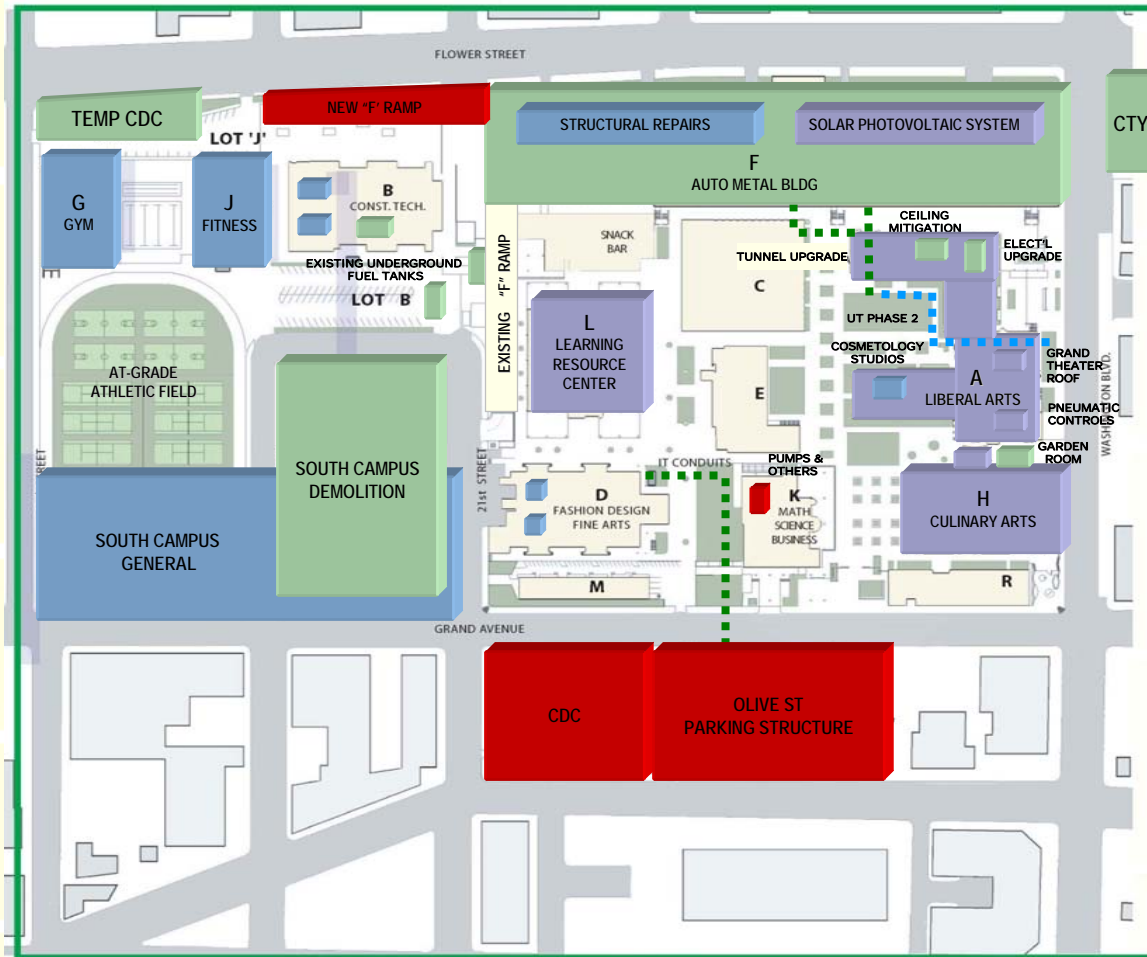 FLOWER STREET
TEMP CDC
NEW "F' RAMP
STRUCTURAL REPAIRS
SOLAR PHOTOVOLTAIC SYSTEM
CTY
LOT 'J'
F
AUTO METAL BLDG
G
GYM
J
FITNESS
B
CONST. TECH.
EXISTING UNDERGROUND
FUEL TANKS
LOT B
EXISTING "F" RAMP
SNACK
BAR
TUNNEL UPGRADE
C
CEILING
MITIGATION
ELECT'L
UPGRADE
UT PHASE 2
L
LEARNING
RESOURCE
CENTER
COSMETOLOGY
STUDIOS
GRAND
THEATER
ROOF
A
LIBERAL ARTS
E
PNEUMATIC
CONTROLS
WASHINGTON BLVD.
AT-GRADE
ATHLETIC FIELD
GARDEN
ROOM
STREET
SOUTH CAMPUS
DEMOLITION
21st STREET
IT CONDUITS
PUMPS &
OTHERS
D
FASHION DESIGN
FINE ARTS
K
MATH
SCIENCE
BUSINESS
H
CULINARY ARTS
SOUTH CAMPUS
GENERAL
M
R
GRAND AVENUE
CDC
OLIVE ST
PARKING STRUCTURE